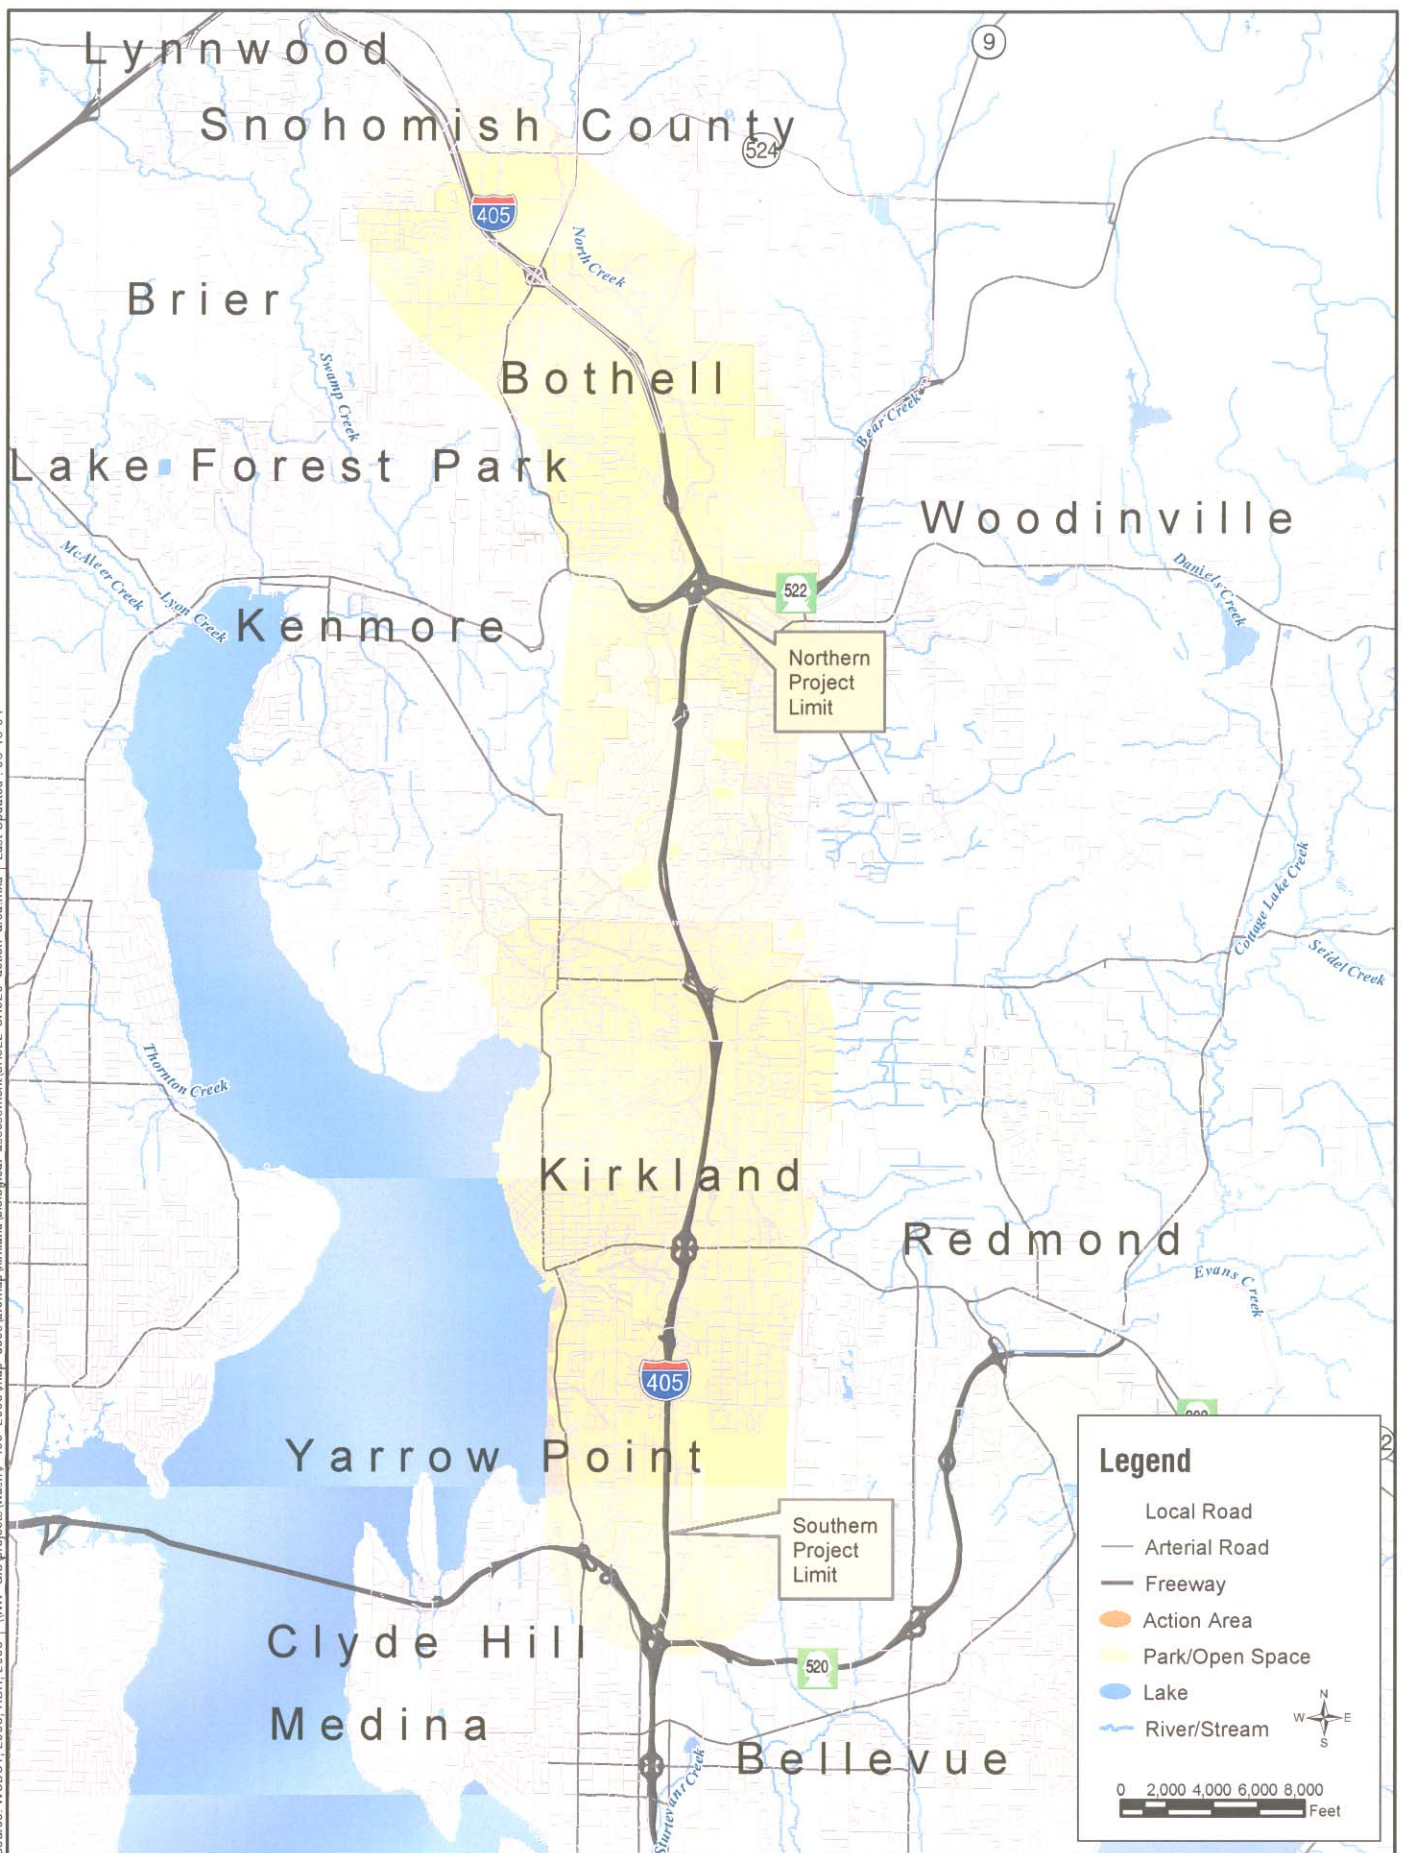 Lynnwood
9
Snohomish County
524
405
North Creek
Brier
Swamp Creek
Bothell
Bear Creek
Lake Forest Park
Woodinville
McAleer Creek
Lyon Creek
Daniels Creek
522
Kenmore
Northern
Project
Limit
Cottage Lake Creek
Seidel Creek
Thornton Creek
Kirkland
Redmond
Evans Creek
405
Yarrow Point
Southern
Project
Limit
Clyde Hill
520
Medina
Bellevue
Sturtevant Creek
Legend
Local Road
Arterial Road
Freeway
Action Area
Park/Open Space
Lake
River/Stream
N
W E
S
0 2,000 4,000 6,000 8,000
Feet